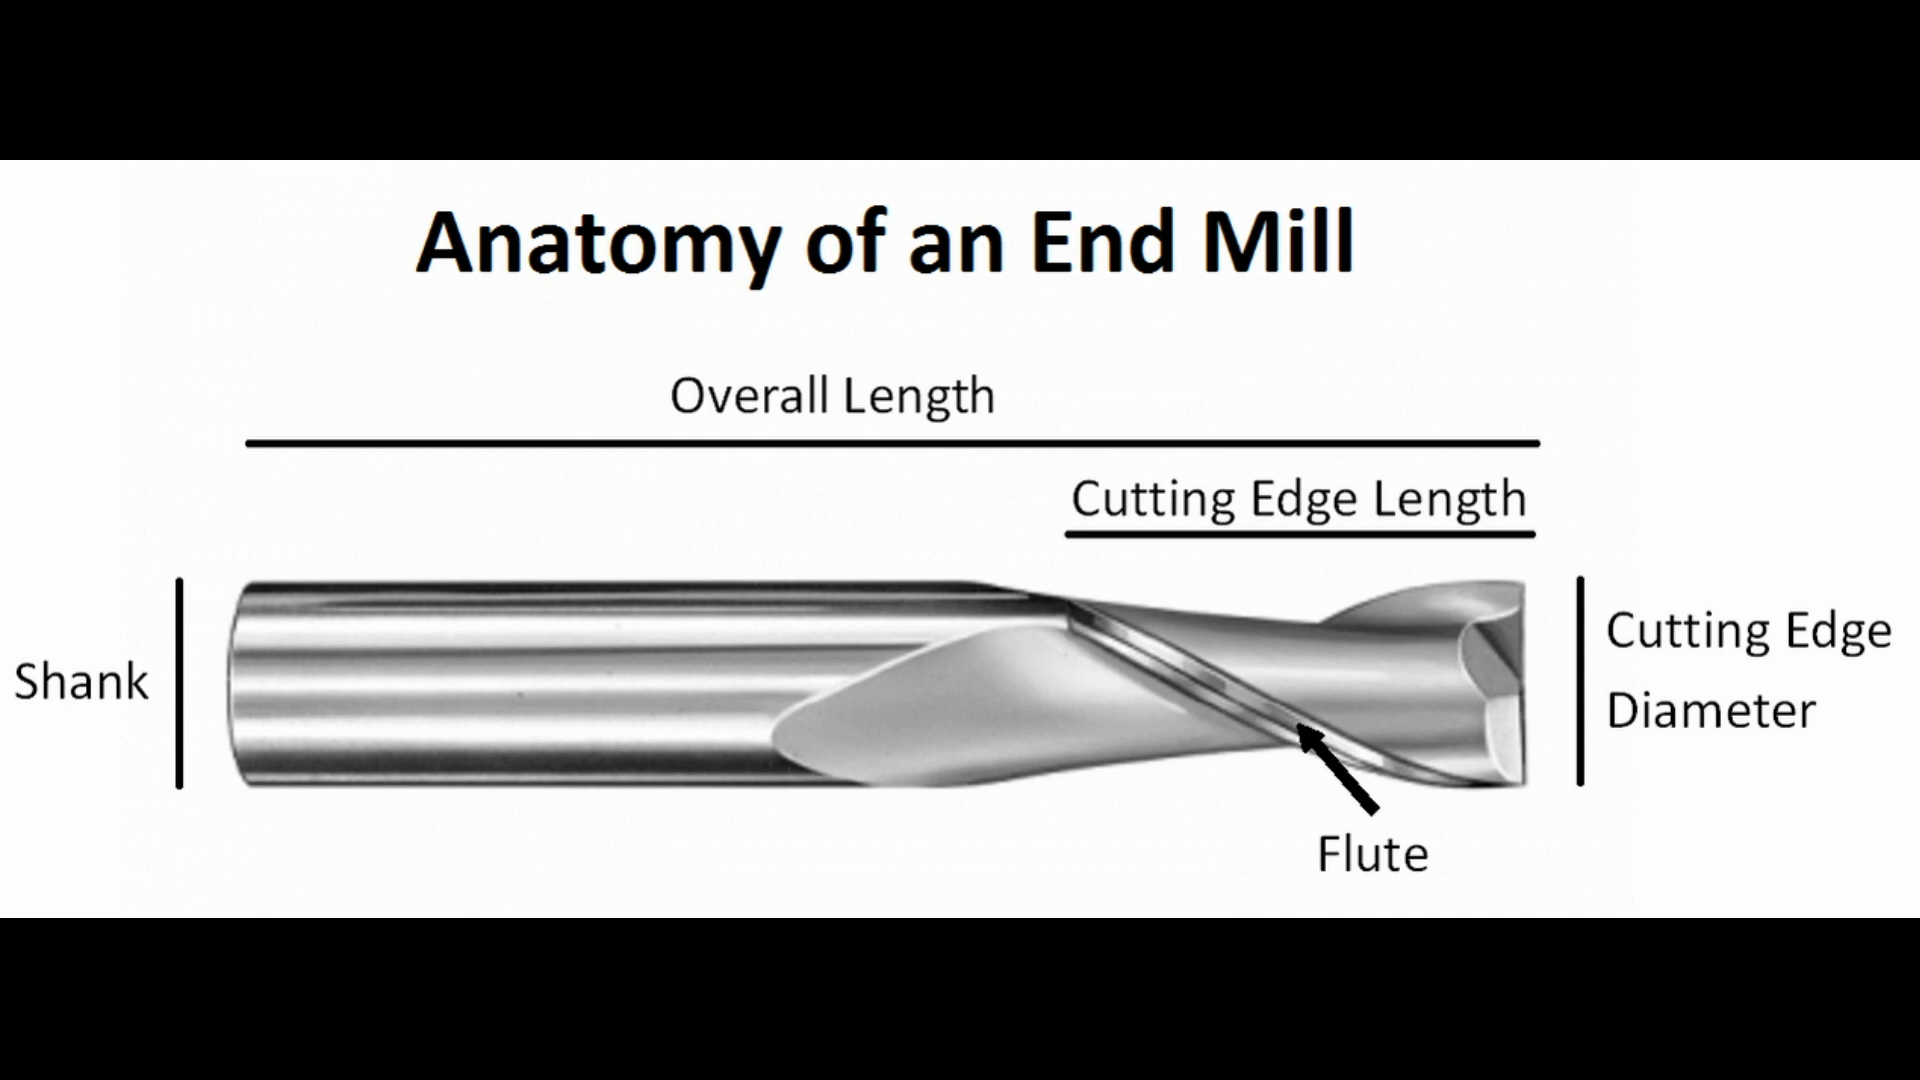 Anatomy of an End Mill
Overall Length
Cutting Edge Length
Shank
Cutting Edge
Diameter
Flute